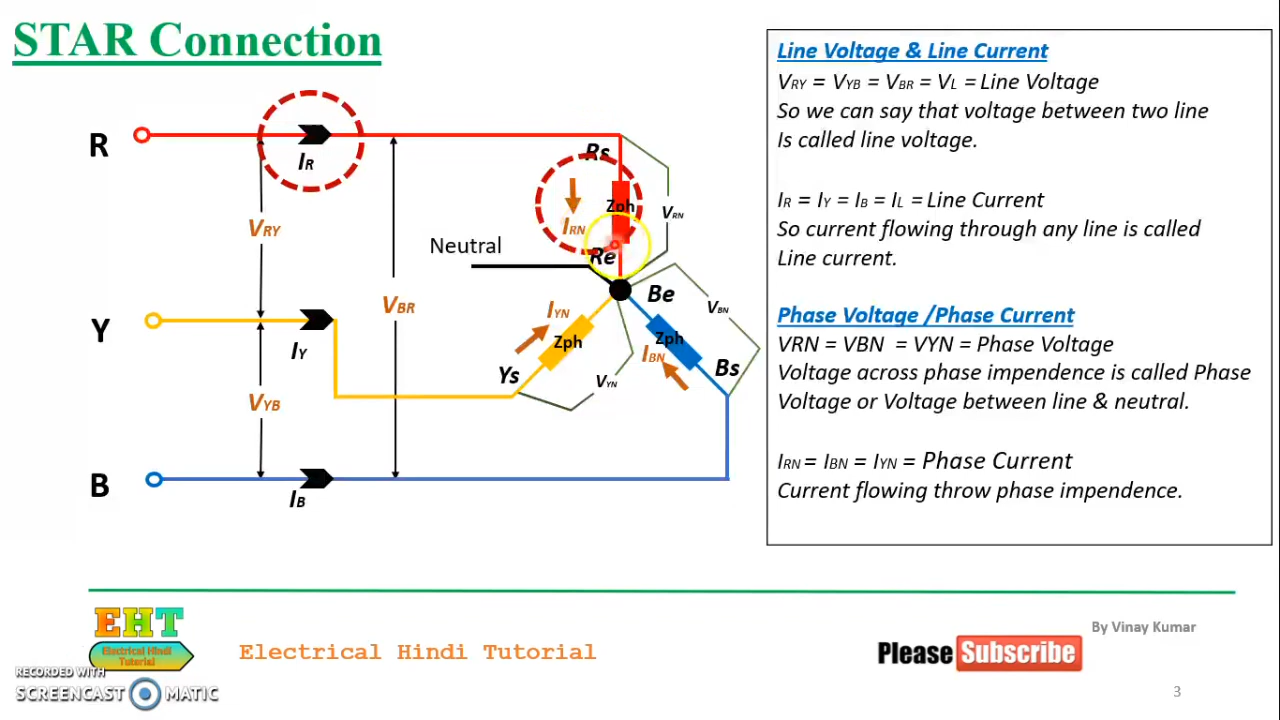 STAR Connection
R
IR
VRY
Y
IY
VYB
B
IB
VBR
Neutral
Rs
Zph
IRN
VRN
Re
Be
IYN
Zph
Ys
VYN
Zph
IBN
VBN
Bs
Line Voltage & Line Current
VRY = VYB = VBR = VL = Line Voltage
So we can say that voltage between two line
Is called line voltage.
IR = IY = IB = IL = Line Current
So current flowing through any line is called
Line current.
Phase Voltage /Phase Current
VRN = VBN = VYN = Phase Voltage
Voltage across phase impendence is called Phase
Voltage or Voltage between line & neutral.
IRN = IBN = IYN = Phase Current
Current flowing throw phase impendence.
EHT
Electrical Hindi
Tutorial
Electrical Hindi Tutorial
Please Subscribe
By Vinay Kumar
RECORDED WITH
SCREENCAST MATIC
3